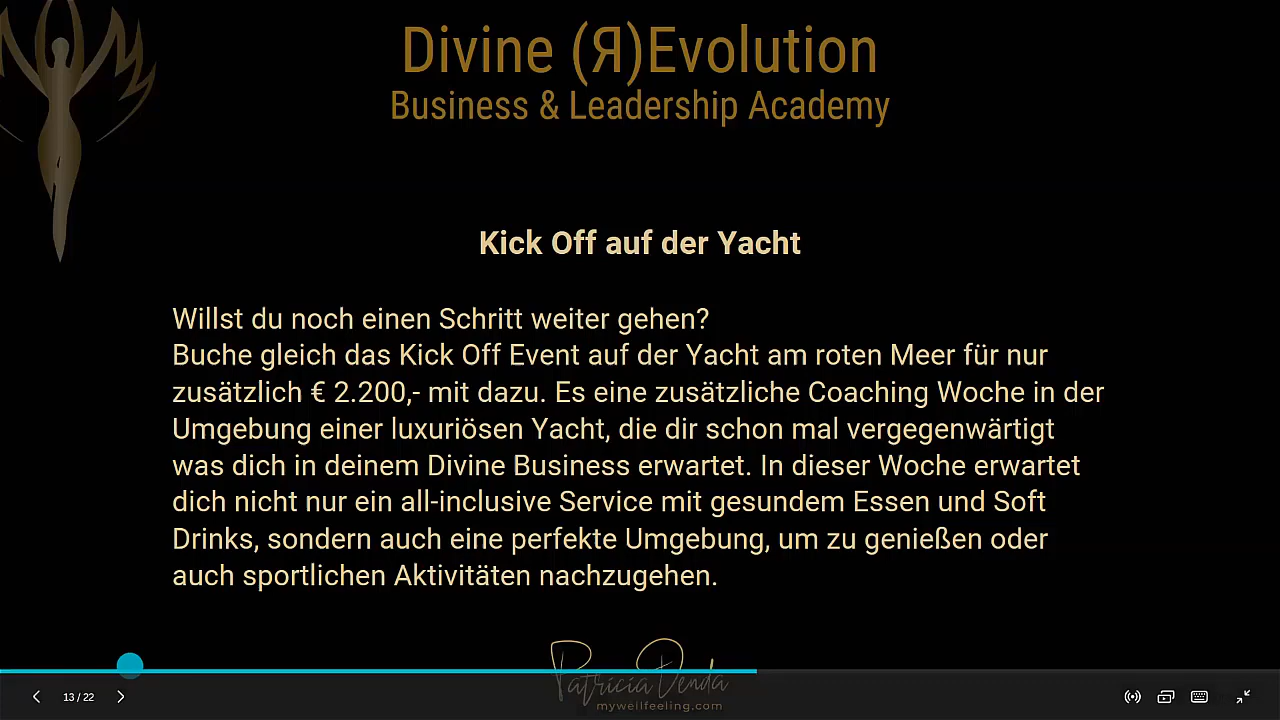 Divine (Я)Evolution
Business & Leadership Academy
Kick Off auf der Yacht
Willst du noch einen Schritt weiter gehen?
Buche gleich das Kick Off Event auf der Yacht am roten Meer für nur
zusätzlich € 2.200,- mit dazu. Es eine zusätzliche Coaching Woche in der
Umgebung einer luxuriösen Yacht, die dir schon mal vergegenwärtigt
was dich in deinem Divine Business erwartet. In dieser Woche erwartet
dich nicht nur ein all-inclusive Service mit gesundem Essen und Soft
Drinks, sondern auch eine perfekte Umgebung, um zu genießen oder
auch sportlichen Aktivitäten nachzugehen.
Patricia Denda
mywellfeeling.com
13 / 22